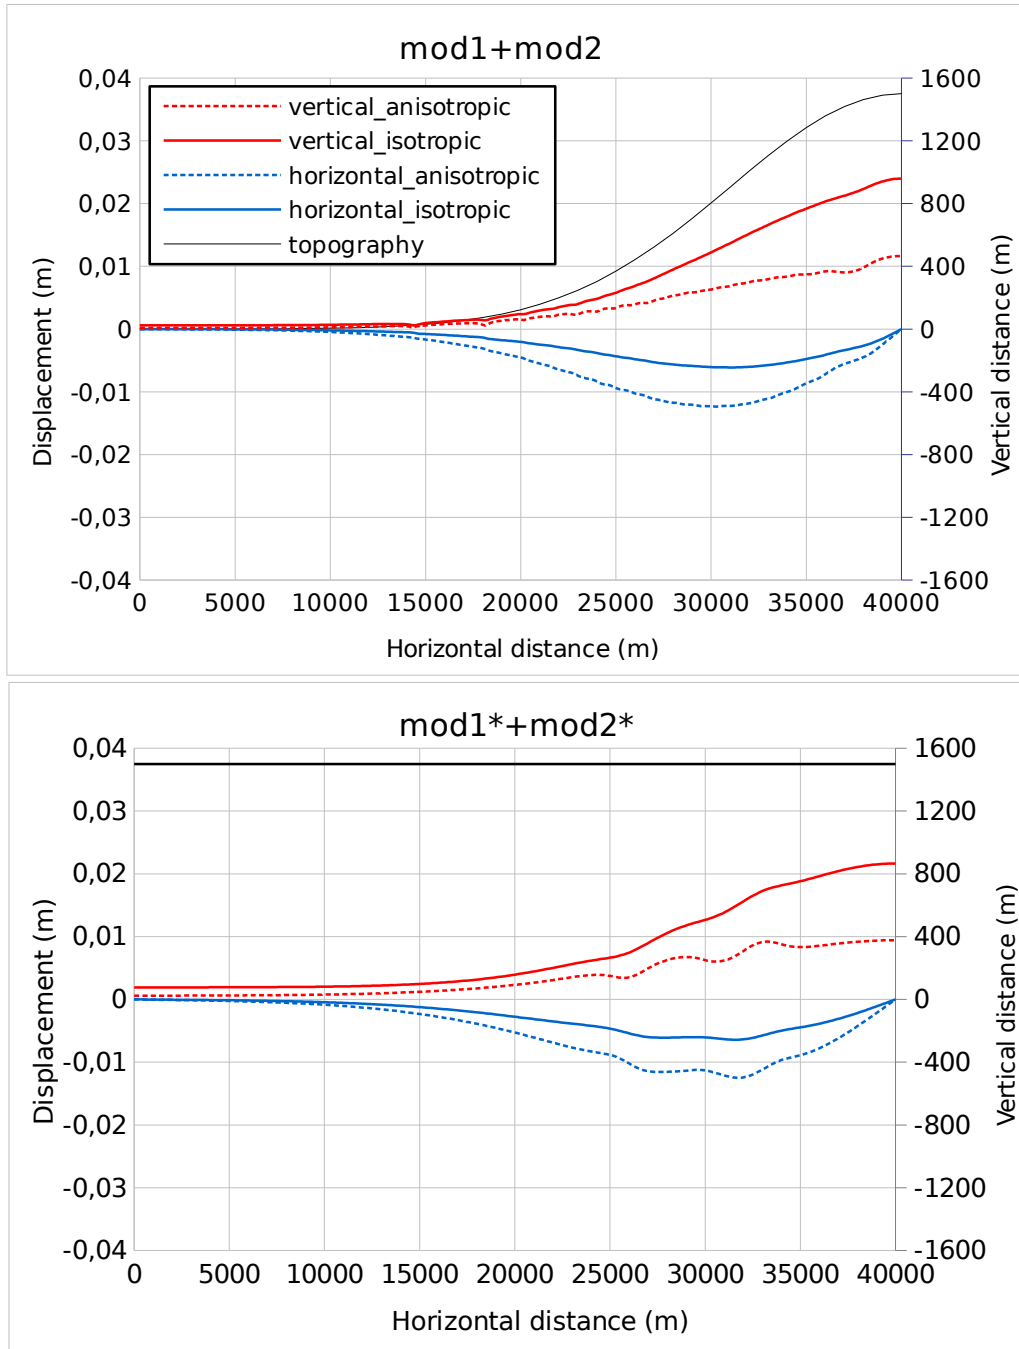 mod1+mod2
0,04
0,03
0,02
0,01
0
-0,01
-0,02
-0,03
-0,04
Displacement (m)
vertical_anisotropic
vertical_isotropic
horizontal_anisotropic
horizontal_isotropic
topography
1600
1200
800
400
0
-400
-800
-1200
-1600
Vertical distance (m)
0 5000 10000 15000 20000 25000 30000 35000 40000
Horizontal distance (m)
mod1*+mod2*
0,04
0,03
0,02
0,01
0
-0,01
-0,02
-0,03
-0,04
Displacement (m)
1600
1200
800
400
0
-400
-800
-1200
-1600
Vertical distance (m)
0 5000 10000 15000 20000 25000 30000 35000 40000
Horizontal distance (m)